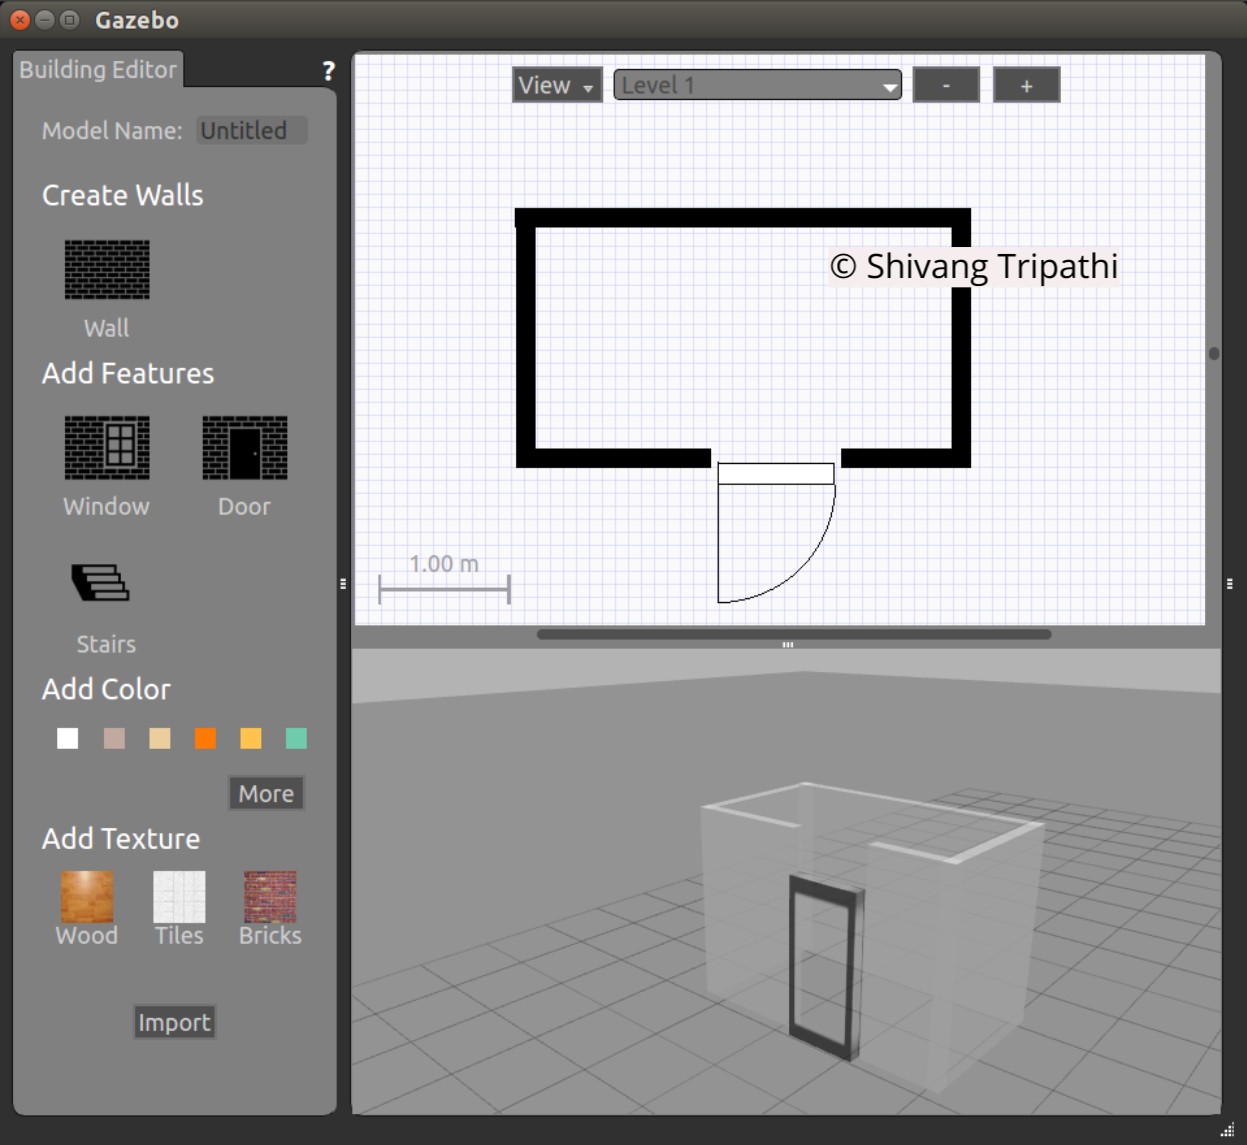 Gazebo
Building Editor
?
Model Name: Untitled
Create Walls
Wall
Add Features
Window Door
Stairs
Add Color
More
Add Texture
Wood Tiles Bricks
Import
View Level 1 - +
© Shivang Tripathi
1.00 m